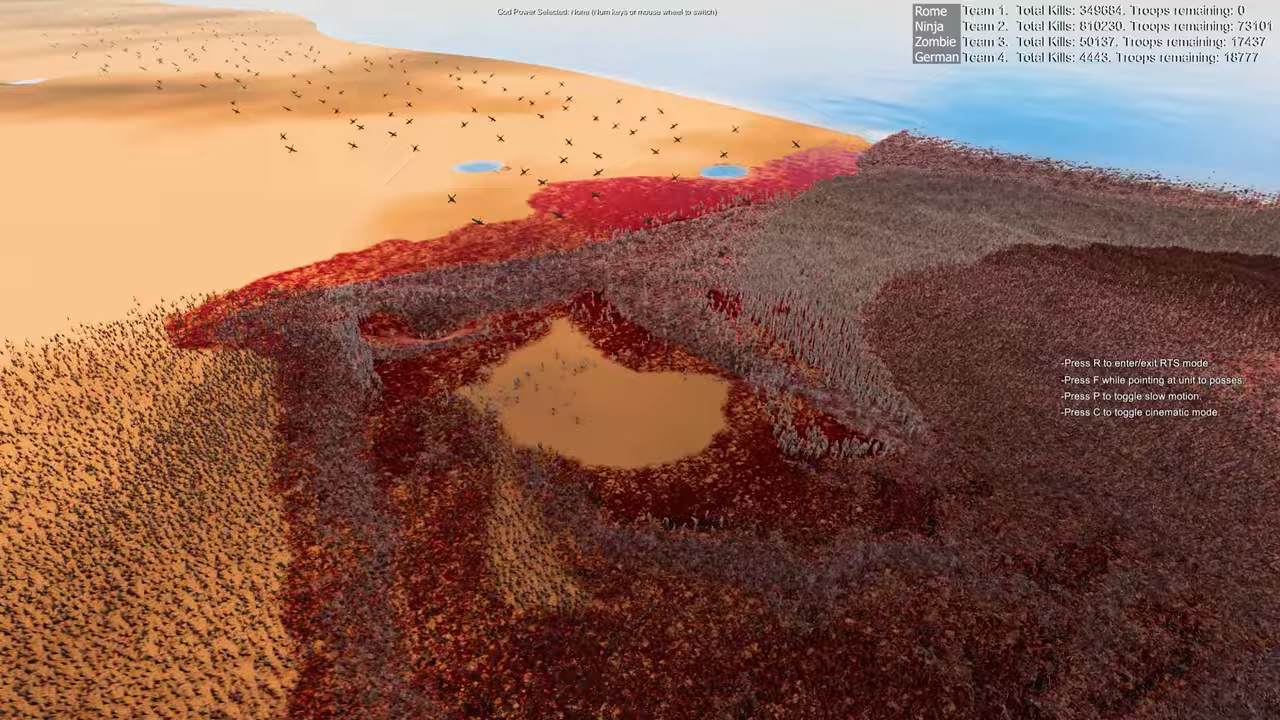 God Power Selected: None (Num keys or mouse wheel to switch)
Rome Team 1. Total Kills: 349664. Troops remaining: 0
Ninja Team 2. Total Kills: 810230. Troops remaining: 73101
Zombie Team 3. Total Kills: 50137. Troops remaining: 17437
German Team 4. Total Kills: 4443. Troops remaining: 18777
-Press R to enter/exit RTS mode
-Press F while pointing at unit to posses.
-Press P to toggle slow motion.
-Press C to toggle cinematic mode